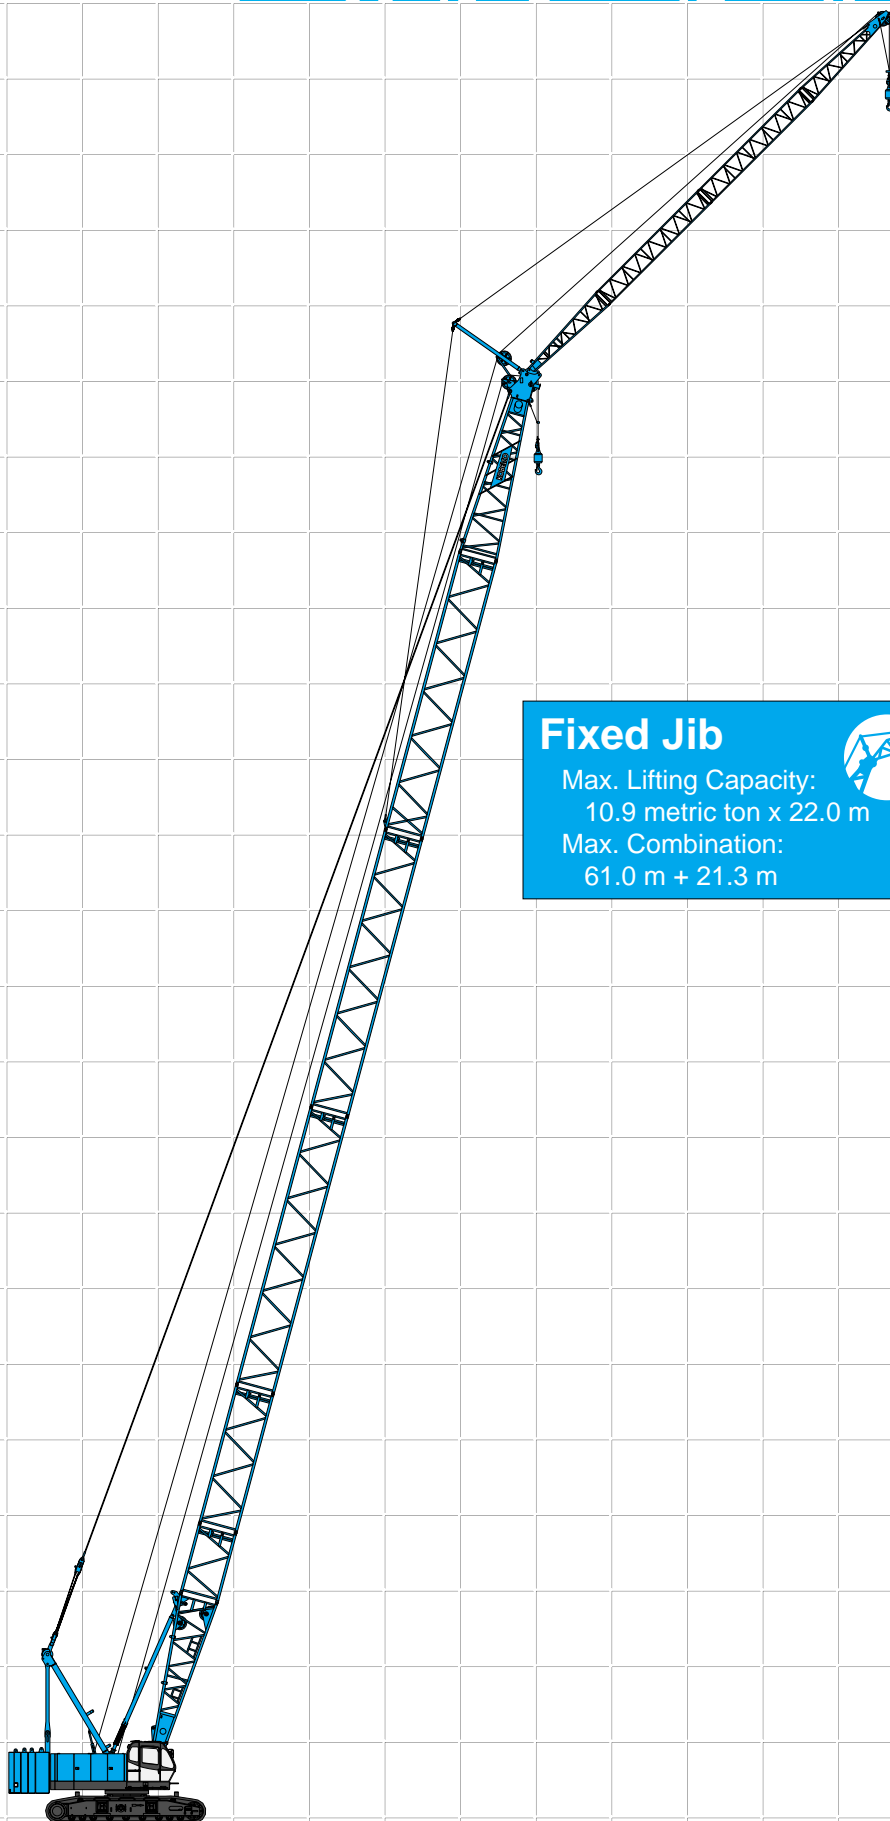 Fixed Jib
Max. Lifting Capacity:
10.9 metric ton x 22.0 m
Max. Combination:
61.0 m + 21.3 m